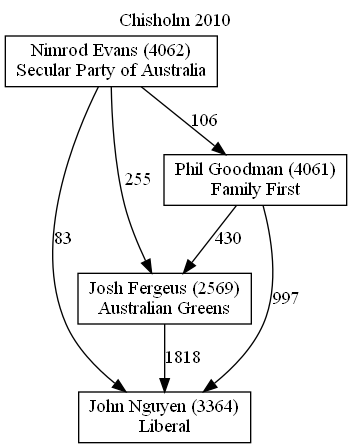 Chisholm 2010
Nimrod Evans (4062)
Secular Party of Australia
106
Phil Goodman (4061)
Family First
255
83
430
997
Josh Fergeus (2569)
Australian Greens
1818
John Nguyen (3364)
Liberal